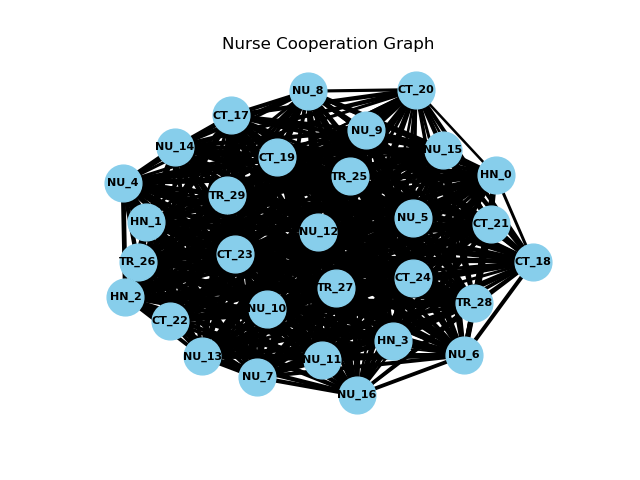 Nurse Cooperation Graph
NU_8
CT_20
CT_17
NU_9
NU_14
NU_15
CT_19
HN_0
TR_25
NU_4
TR_29
HN_1
NU_5
CT_21
NU_12
CT_23
TR_26
CT_18
CT_24
TR_27
HN_2
TR_28
NU_10
CT_22
HN_3
NU_13
NU_11
NU_6
NU_7
NU_16